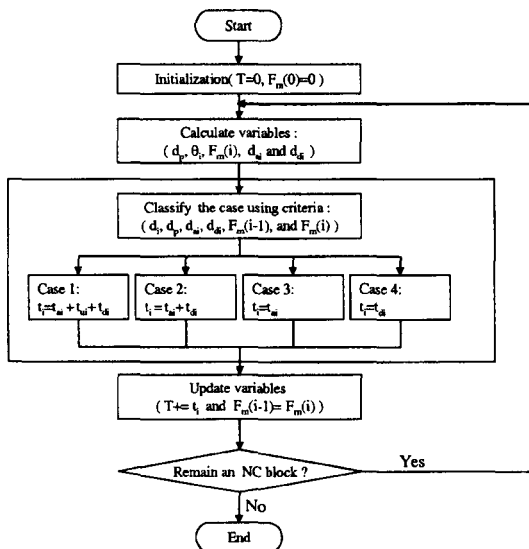 Start
Initialization( T=0, Fm(0)=0 )
Calculate variables :
( dp, θi, Fm(i), dai and ddi )
Classify the case using criteria :
( di, dp, dai, ddi, Fm(i-1), and Fm(i) )
Case 1:
ti=tai + tui + tdi
Case 2:
ti = tai + tdi
Case 3:
ti=tai
Case 4:
ti=tdi
Update variables
( T+= ti and Fm(i-1)= Fm(i) )
Remain an NC block ?
Yes
No
End